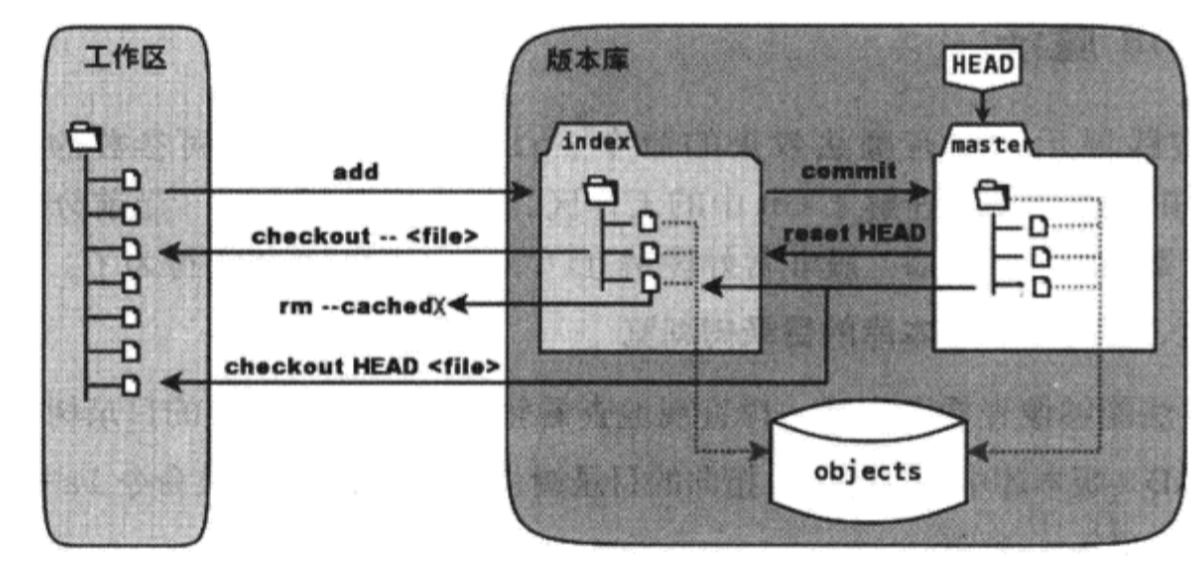 工作区
版本库
HEAD
index
master
add
commit
checkout -- <file>
reset HEAD
rm --cachedX
checkout HEAD <file>
objects